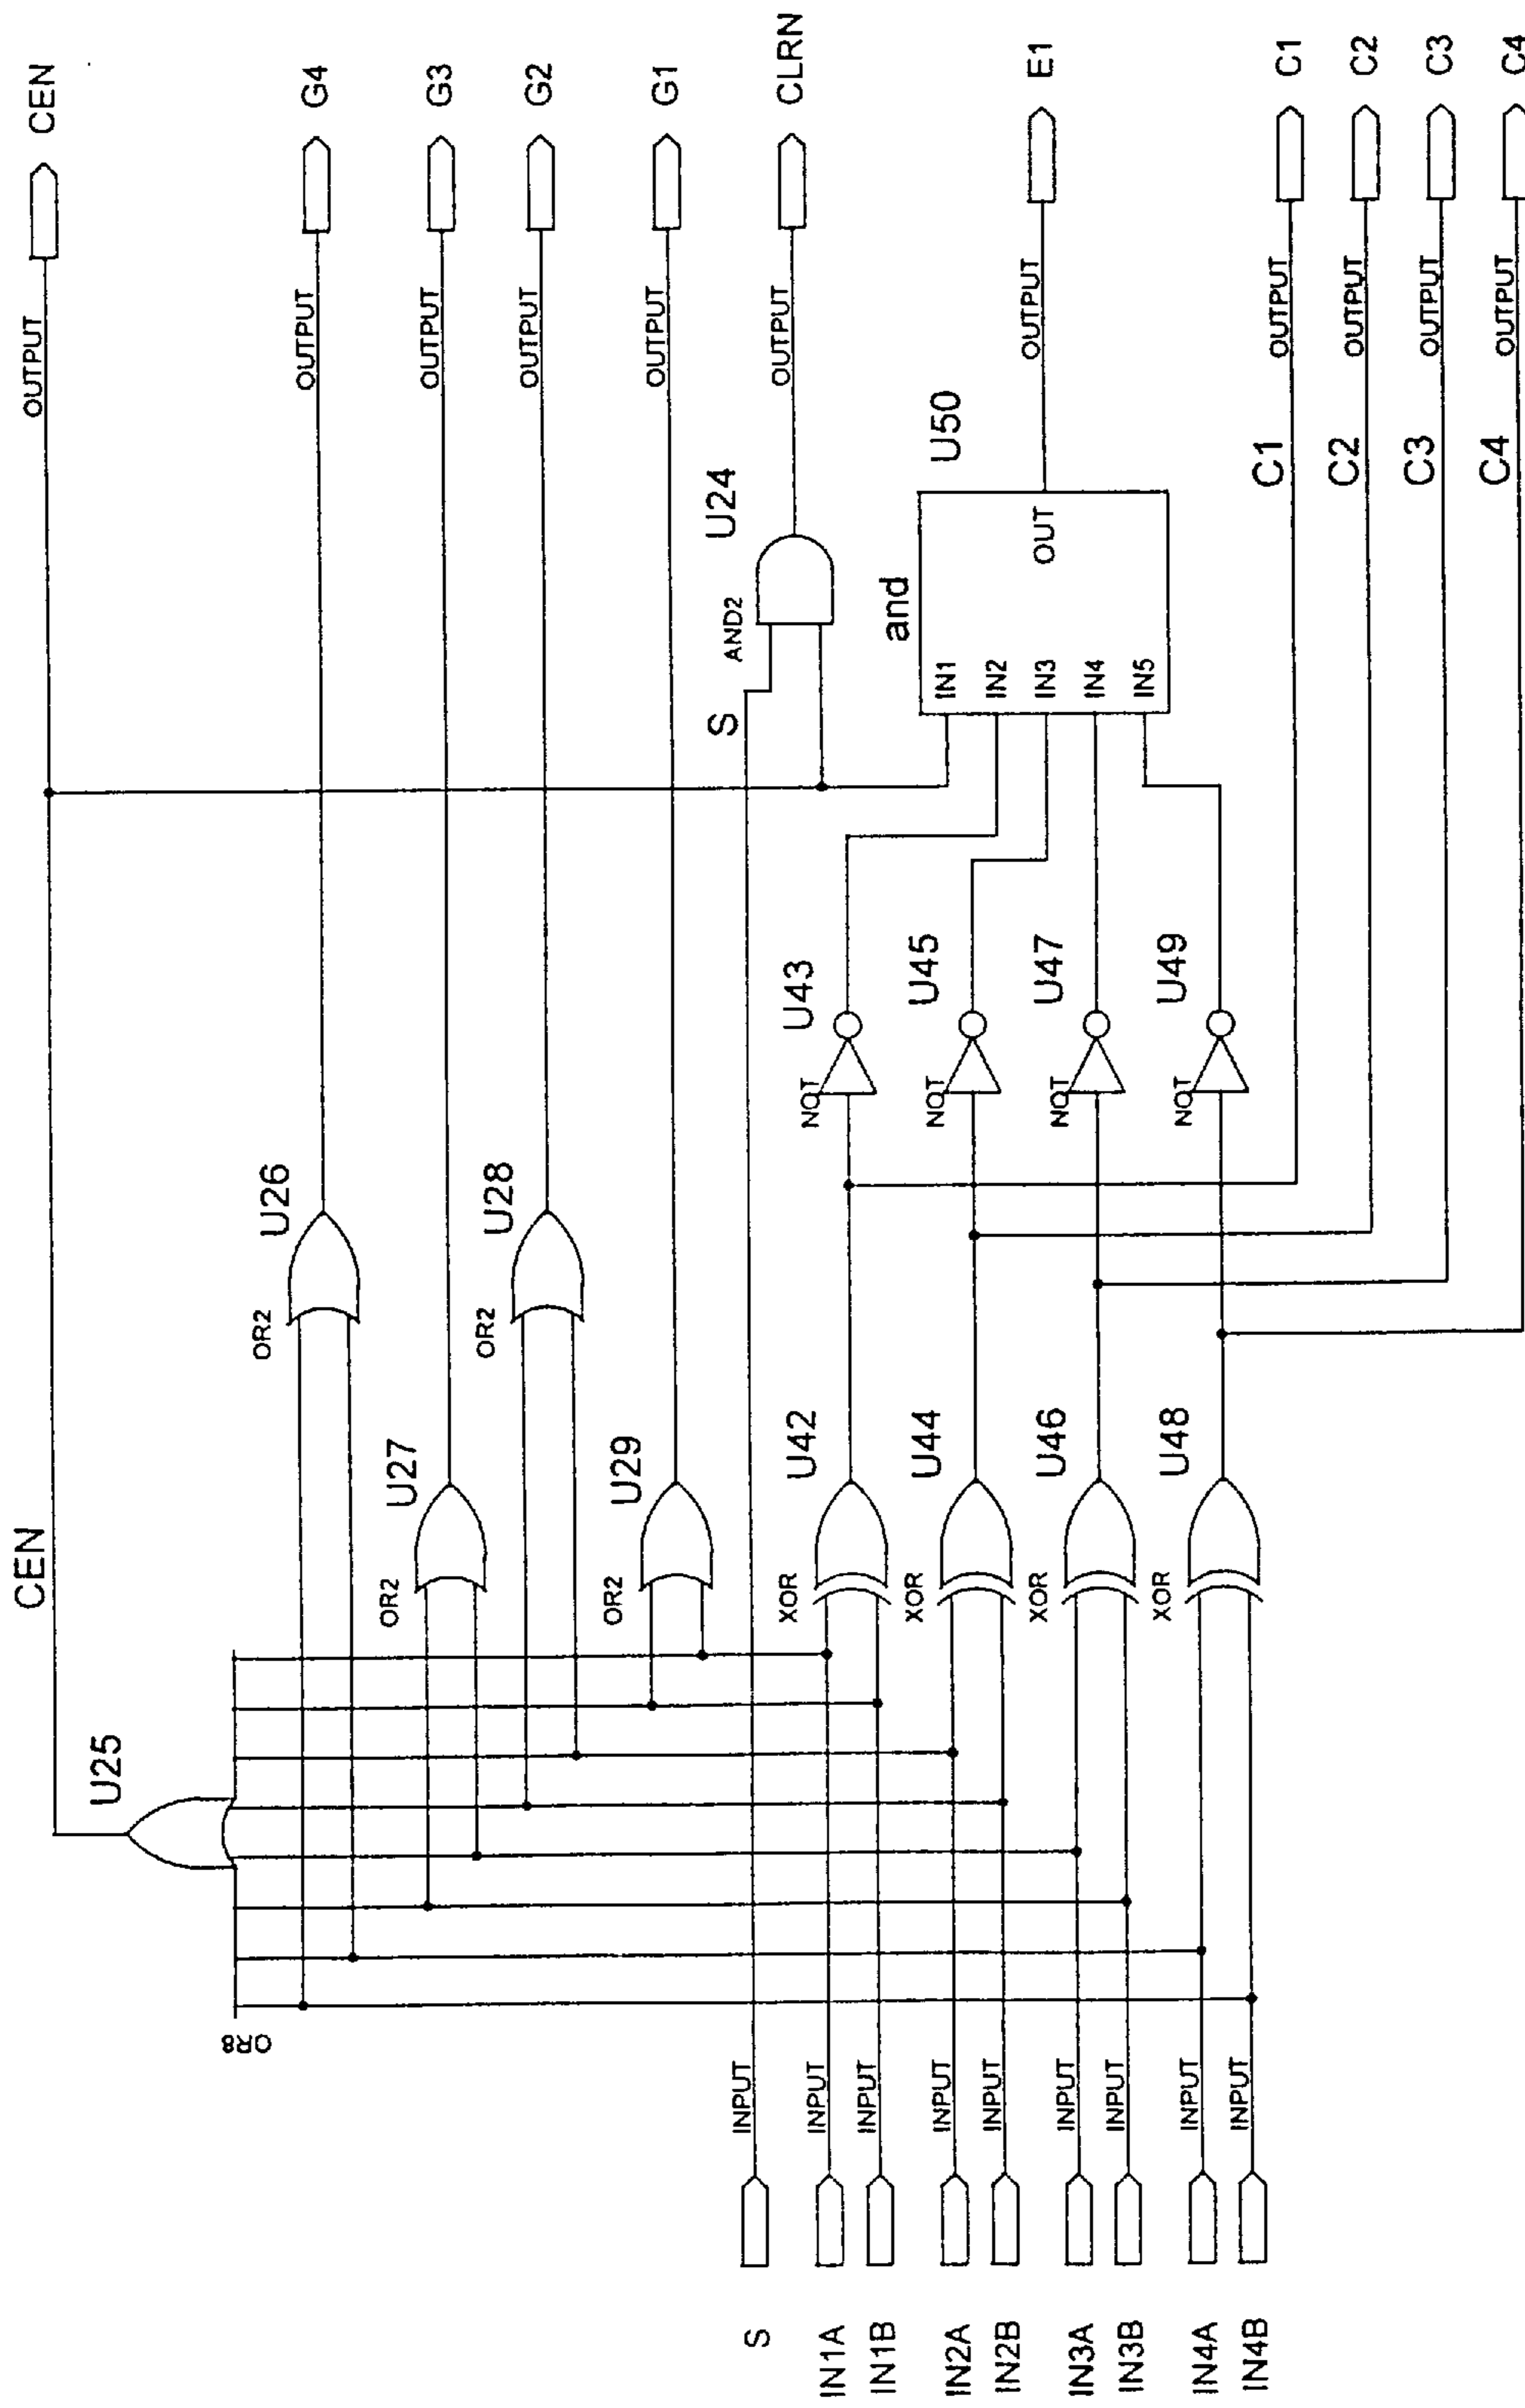 CEN
OUTPUT
CEN
U25
OR8
U26
OR2
OUTPUT
G4
U27
OR2
OUTPUT
G3
U28
OR2
OUTPUT
G2
U29
OR2
OUTPUT
G1
S
INPUT
S
AND2
U24
OUTPUT
CLRN
IN1A
INPUT
IN1B
INPUT
XOR
U42
NOT
U43
IN2A
INPUT
IN2B
INPUT
XOR
U44
NOT
U45
IN3A
INPUT
IN3B
INPUT
XOR
U46
NOT
U47
IN4A
INPUT
IN4B
INPUT
XOR
U48
NOT
U49
and
U50
IN1
IN2
IN3
IN4
IN5
OUT
OUTPUT
E1
C1
OUTPUT
C1
C2
OUTPUT
C2
C3
OUTPUT
C3
C4
OUTPUT
C4